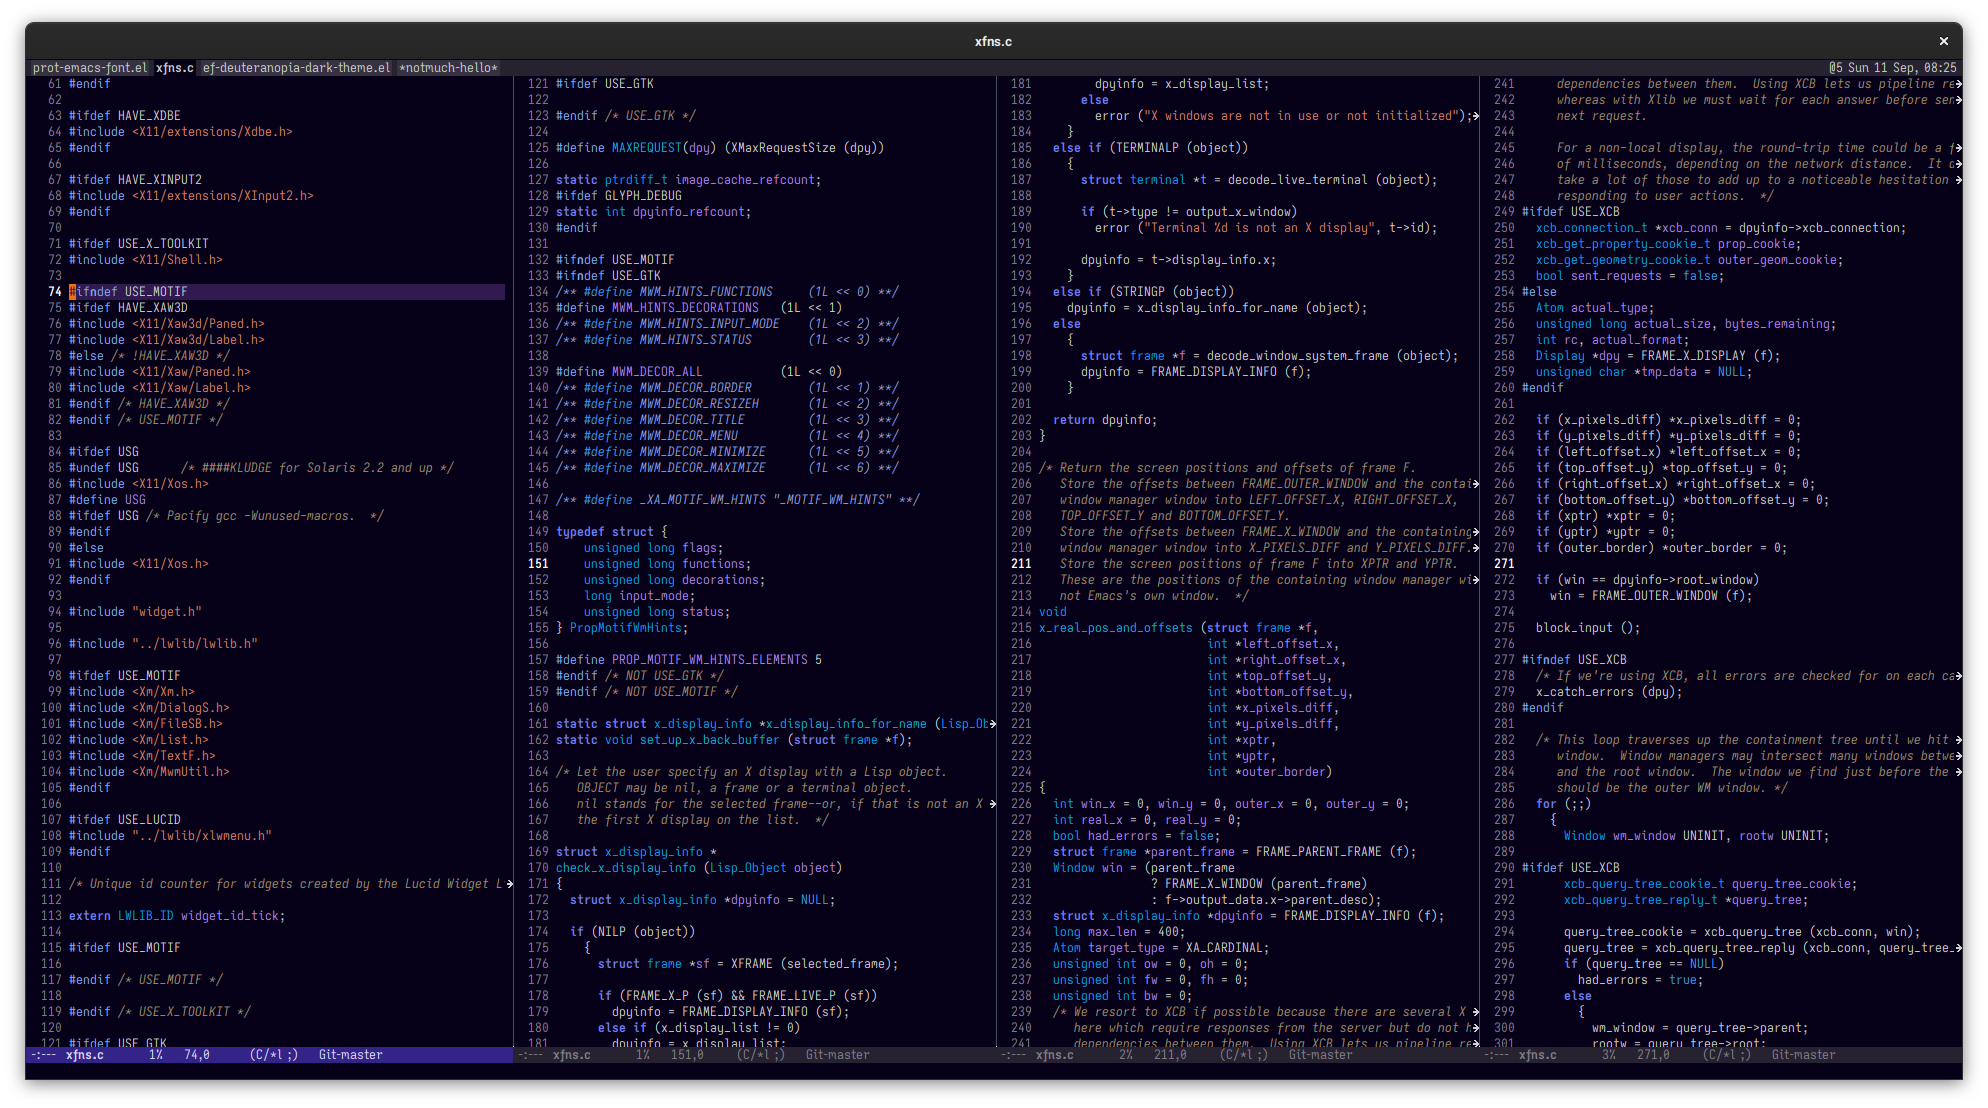 xfns.c
prot-emacs-font.el xfns.c ef-deuteranopia-dark-theme.el *notmuch-hello*
@5 Sun 11 Sep, 08:25
61 #endif
62
63 #ifdef HAVE_XDBE
64 #include <X11/extensions/Xdbe.h>
65 #endif
66
67 #ifdef HAVE_XINPUT2
68 #include <X11/extensions/XInput2.h>
69 #endif
70
71 #ifdef USE_X_TOOLKIT
72 #include <X11/Shell.h>
73
74 #ifndef USE_MOTIF
75 #ifdef HAVE_XAW3D
76 #include <X11/Xaw3d/Paned.h>
77 #include <X11/Xaw3d/Label.h>
78 #else /* !HAVE_XAW3D */
79 #include <X11/Xaw/Paned.h>
80 #include <X11/Xaw/Label.h>
81 #endif /* HAVE_XAW3D */
82 #endif /* USE_MOTIF */
83
84 #ifdef USG
85 #undef USG /* ####KLUDGE for Solaris 2.2 and up */
86 #include <X11/Xos.h>
87 #define USG
88 #ifdef USG /* Pacify gcc -Wunused-macros.  */
89 #endif
90 #else
91 #include <X11/Xos.h>
92 #endif
93
94 #include "widget.h"
95
96 #include "../lwlib/lwlib.h"
97
98 #ifdef USE_MOTIF
99 #include <Xm/Xm.h>
100 #include <Xm/DialogS.h>
101 #include <Xm/FileSB.h>
102 #include <Xm/List.h>
103 #include <Xm/TextF.h>
104 #include <Xm/MwmUtil.h>
105 #endif
106
107 #ifdef USE_LUCID
108 #include "../lwlib/xlwmenu.h"
109 #endif
110
111 /* Unique id counter for widgets created by the Lucid Widget L
112
113 extern LWLIB_ID widget_id_tick;
114
115 #ifdef USE_MOTIF
116
117 #endif /* USE_MOTIF */
118
119 #endif /* USE_X_TOOLKIT */
120
121 #ifdef USE_GTK
-:--- xfns.c 1% 74,0 (C/*l ;) Git-master
121 #ifdef USE_GTK
122
123 #endif /* USE_GTK */
124
125 #define MAXREQUEST(dpy) (XMaxRequestSize (dpy))
126
127 static ptrdiff_t image_cache_refcount;
128 #ifdef GLYPH_DEBUG
129 static int dpyinfo_refcount;
130 #endif
131
132 #ifndef USE_MOTIF
133 #ifndef USE_GTK
134 /** #define MWM_HINTS_FUNCTIONS (1L << 0) **/
135 #define MWM_HINTS_DECORATIONS (1L << 1)
136 /** #define MWM_HINTS_INPUT_MODE (1L << 2) **/
137 /** #define MWM_HINTS_STATUS (1L << 3) **/
138
139 #define MWM_DECOR_ALL (1L << 0)
140 /** #define MWM_DECOR_BORDER (1L << 1) **/
141 /** #define MWM_DECOR_RESIZEH (1L << 2) **/
142 /** #define MWM_DECOR_TITLE (1L << 3) **/
143 /** #define MWM_DECOR_MENU (1L << 4) **/
144 /** #define MWM_DECOR_MINIMIZE (1L << 5) **/
145 /** #define MWM_DECOR_MAXIMIZE (1L << 6) **/
146
147 /** #define _XA_MOTIF_WM_HINTS "_MOTIF_WM_HINTS" **/
148
149 typedef struct {
150 unsigned long flags;
151 unsigned long functions;
152 unsigned long decorations;
153 long input_mode;
154 unsigned long status;
155 } PropMotifWmHints;
156
157 #define PROP_MOTIF_WM_HINTS_ELEMENTS 5
158 #endif /* NOT USE_GTK */
159 #endif /* NOT USE_MOTIF */
160
161 static struct x_display_info *x_display_info_for_name (Lisp_Ob
162 static void set_up_x_back_buffer (struct frame *f);
163
164 /* Let the user specify an X display with a Lisp object.
165 OBJECT may be nil, a frame or a terminal object.
166 nil stands for the selected frame--or, if that is not an X
167 the first X display on the list.  */
168
169 struct x_display_info *
170 check_x_display_info (Lisp_Object object)
171 {
172 struct x_display_info *dpyinfo = NULL;
173
174 if (NILP (object))
175 {
176 struct frame *sf = XFRAME (selected_frame);
177
178 if (FRAME_X_P (sf) && FRAME_LIVE_P (sf))
179 dpyinfo = FRAME_DISPLAY_INFO (sf);
180 else if (x_display_list != 0)
181 dpyinfo = x_display_list;
-:--- xfns.c 1% 151,0 (C/*l ;) Git-master
181 dpyinfo = x_display_list;
182 else
183 error ("X windows are not in use or not initialized");
184 }
185 else if (TERMINALP (object))
186 {
187 struct terminal *t = decode_live_terminal (object);
188
189 if (t->type != output_x_window)
190 error ("Terminal %d is not an X display", t->id);
191
192 dpyinfo = t->display_info.x;
193 }
194 else if (STRINGP (object))
195 dpyinfo = x_display_info_for_name (object);
196 else
197 {
198 struct frame *f = decode_window_system_frame (object);
199 dpyinfo = FRAME_DISPLAY_INFO (f);
200 }
201
202 return dpyinfo;
203 }
204
205 /* Return the screen positions and offsets of frame F.
206 Store the offsets between FRAME_OUTER_WINDOW and the contai
207 window manager window into LEFT_OFFSET_X, RIGHT_OFFSET_X,
208 TOP_OFFSET_Y and BOTTOM_OFFSET_Y.
209 Store the offsets between FRAME_X_WINDOW and the containing
210 window manager window into X_PIXELS_DIFF and Y_PIXELS_DIFF.
211 Store the screen positions of frame F into XPTR and YPTR.
212 These are the positions of the containing window manager wi
213 not Emacs's own window.  */
214 void
215 x_real_pos_and_offsets (struct frame *f,
216 int *left_offset_x,
217 int *right_offset_x,
218 int *top_offset_y,
219 int *bottom_offset_y,
220 int *x_pixels_diff,
221 int *y_pixels_diff,
222 int *xptr,
223 int *yptr,
224 int *outer_border)
225 {
226 int win_x = 0, win_y = 0, outer_x = 0, outer_y = 0;
227 int real_x = 0, real_y = 0;
228 bool had_errors = false;
229 struct frame *parent_frame = FRAME_PARENT_FRAME (f);
230 Window win = (parent_frame
231 ? FRAME_X_WINDOW (parent_frame)
232 : f->output_data.x->parent_desc);
233 struct x_display_info *dpyinfo = FRAME_DISPLAY_INFO (f);
234 long max_len = 400;
235 Atom target_type = XA_CARDINAL;
236 unsigned int ow = 0, oh = 0;
237 unsigned int fw = 0, fh = 0;
238 unsigned int bw = 0;
239 /* We resort to XCB if possible because there are several X
240 here which require responses from the server but do not h
241 dependencies between them.  Using XCB lets us pipeline re
-:--- xfns.c 2% 211,0 (C/*l ;) Git-master
241 dependencies between them.  Using XCB lets us pipeline re
242 whereas with Xlib we must wait for each answer before sen
243 next request.
244
245 For a non-local display, the round-trip time could be a f
246 of milliseconds, depending on the network distance.  It d
247 take a lot of those to add up to a noticeable hesitation
248 responding to user actions.  */
249 #ifdef USE_XCB
250 xcb_connection_t *xcb_conn = dpyinfo->xcb_connection;
251 xcb_get_property_cookie_t prop_cookie;
252 xcb_get_geometry_cookie_t outer_geom_cookie;
253 bool sent_requests = false;
254 #else
255 Atom actual_type;
256 unsigned long actual_size, bytes_remaining;
257 int rc, actual_format;
258 Display *dpy = FRAME_X_DISPLAY (f);
259 unsigned char *tmp_data = NULL;
260 #endif
261
262 if (x_pixels_diff) *x_pixels_diff = 0;
263 if (y_pixels_diff) *y_pixels_diff = 0;
264 if (left_offset_x) *left_offset_x = 0;
265 if (top_offset_y) *top_offset_y = 0;
266 if (right_offset_x) *right_offset_x = 0;
267 if (bottom_offset_y) *bottom_offset_y = 0;
268 if (xptr) *xptr = 0;
269 if (yptr) *yptr = 0;
270 if (outer_border) *outer_border = 0;
271
272 if (win == dpyinfo->root_window)
273 win = FRAME_OUTER_WINDOW (f);
274
275 block_input ();
276
277 #ifndef USE_XCB
278 /* If we're using XCB, all errors are checked for on each ca
279 x_catch_errors (dpy);
280 #endif
281
282 /* This loop traverses up the containment tree until we hit
283 window.  Window managers may intersect many windows betwe
284 and the root window.  The window we find just before the
285 should be the outer WM window. */
286 for (;;)
287 {
288 Window wm_window UNINIT, rootw UNINIT;
289
290 #ifdef USE_XCB
291 xcb_query_tree_cookie_t query_tree_cookie;
292 xcb_query_tree_reply_t *query_tree;
293
294 query_tree_cookie = xcb_query_tree (xcb_conn, win);
295 query_tree = xcb_query_tree_reply (xcb_conn, query_tree_
296 if (query_tree == NULL)
297 had_errors = true;
298 else
299 {
300 wm_window = query_tree->parent;
301 rootw = query_tree->root;
-:--- xfns.c 3% 271,0 (C/*l ;) Git-master